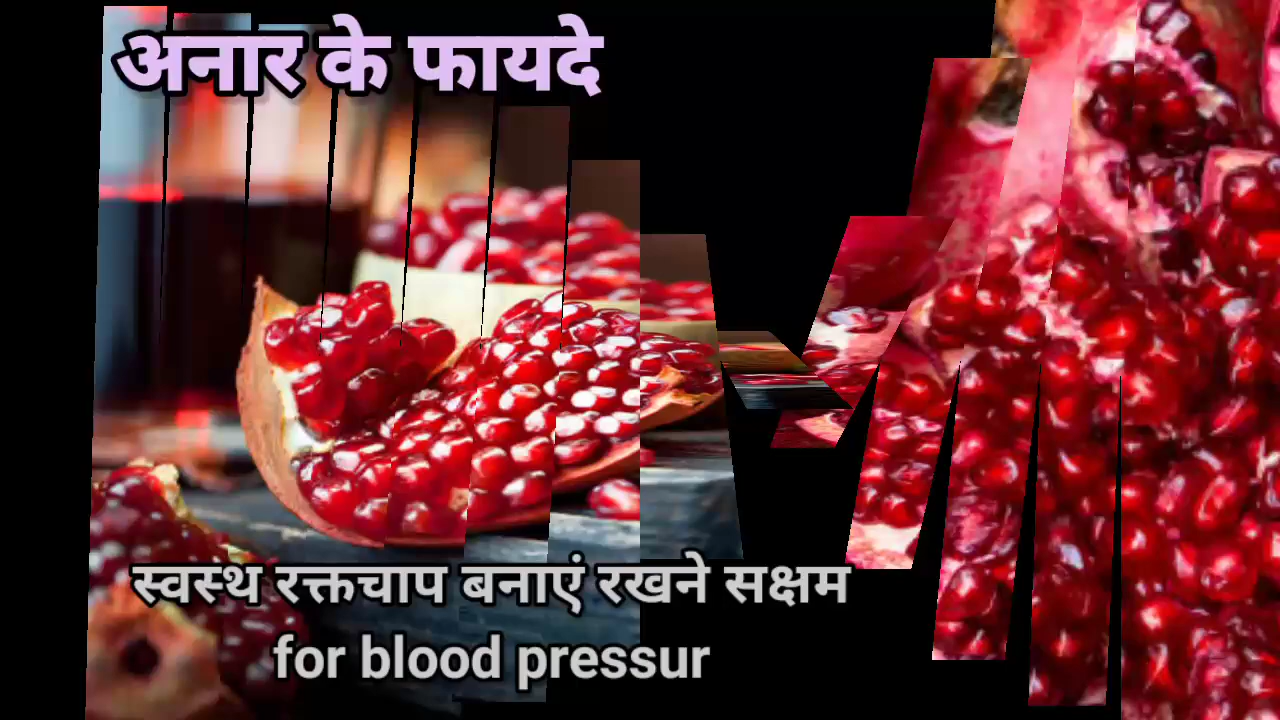 अनार के फायदे
स्वस्थ रक्तचाप बनाएं रखने सक्षम
for blood pressur